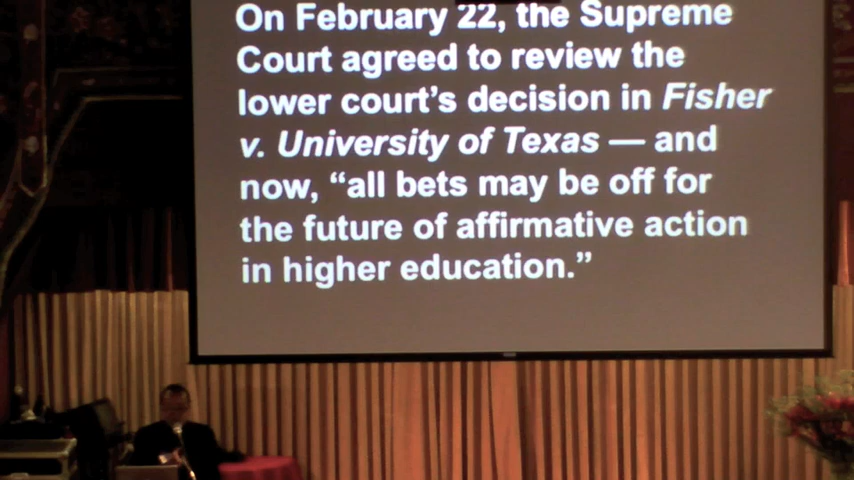 On February 22, the Supreme
Court agreed to review the
lower court’s decision in Fisher
v. University of Texas — and
now, “all bets may be off for
the future of affirmative action
in higher education.”